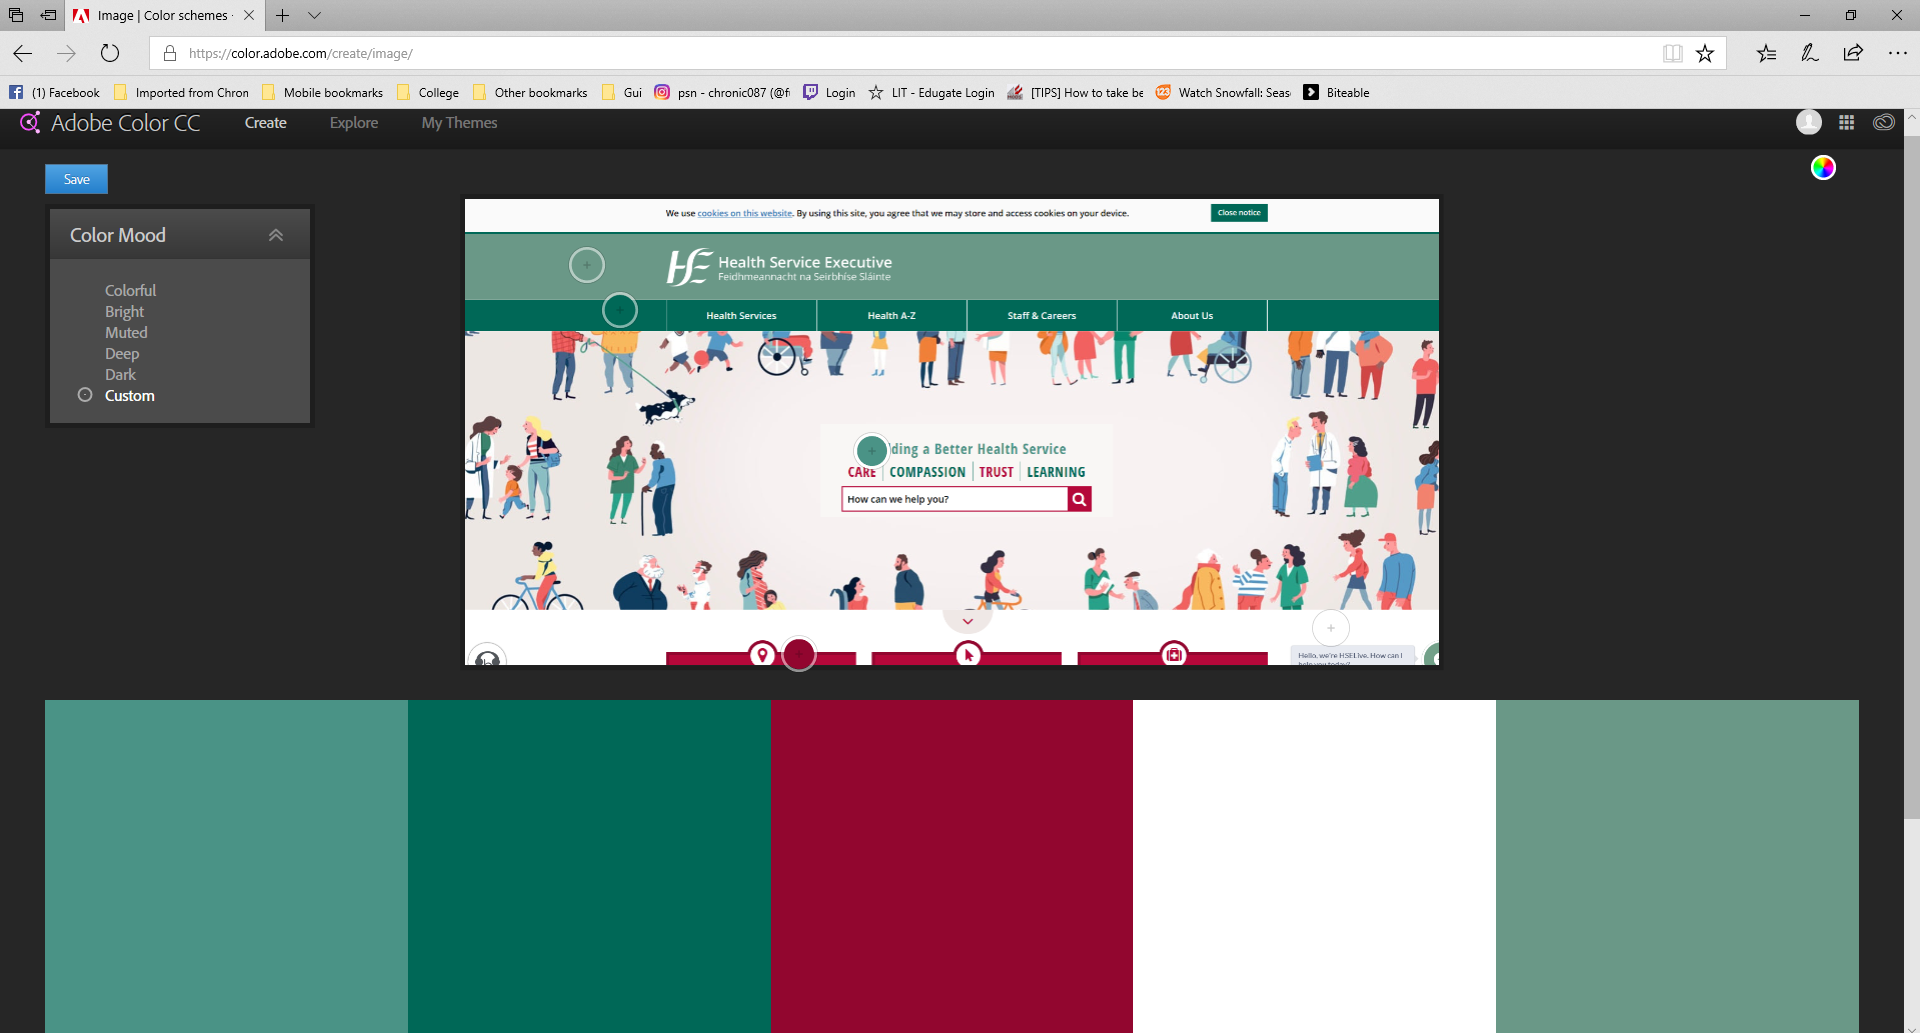 Image | Color schemes
https://color.adobe.com/create/image/
(1) Facebook
Imported from Chron
Mobile bookmarks
College
Other bookmarks
Gui
psn - chronic087 (@f
Login
LIT - Edugate Login
[TIPS] How to take be
123
Watch Snowfall: Seas
Biteable
Adobe Color CC
Create
Explore
My Themes
Save
Color Mood
Colorful
Bright
Muted
Deep
Dark
Custom
We use cookies on this website. By using this site, you agree that we may store and access cookies on your device.
Close notice
Health Service Executive
Feidhmeannacht na Seirbhíse Sláinte
Health Services
Health A-Z
Staff & Careers
About Us
ding a Better Health Service
CARE COMPASSION TRUST LEARNING
How can we help you?
Hello, we're HSELive. How can I
help you today?